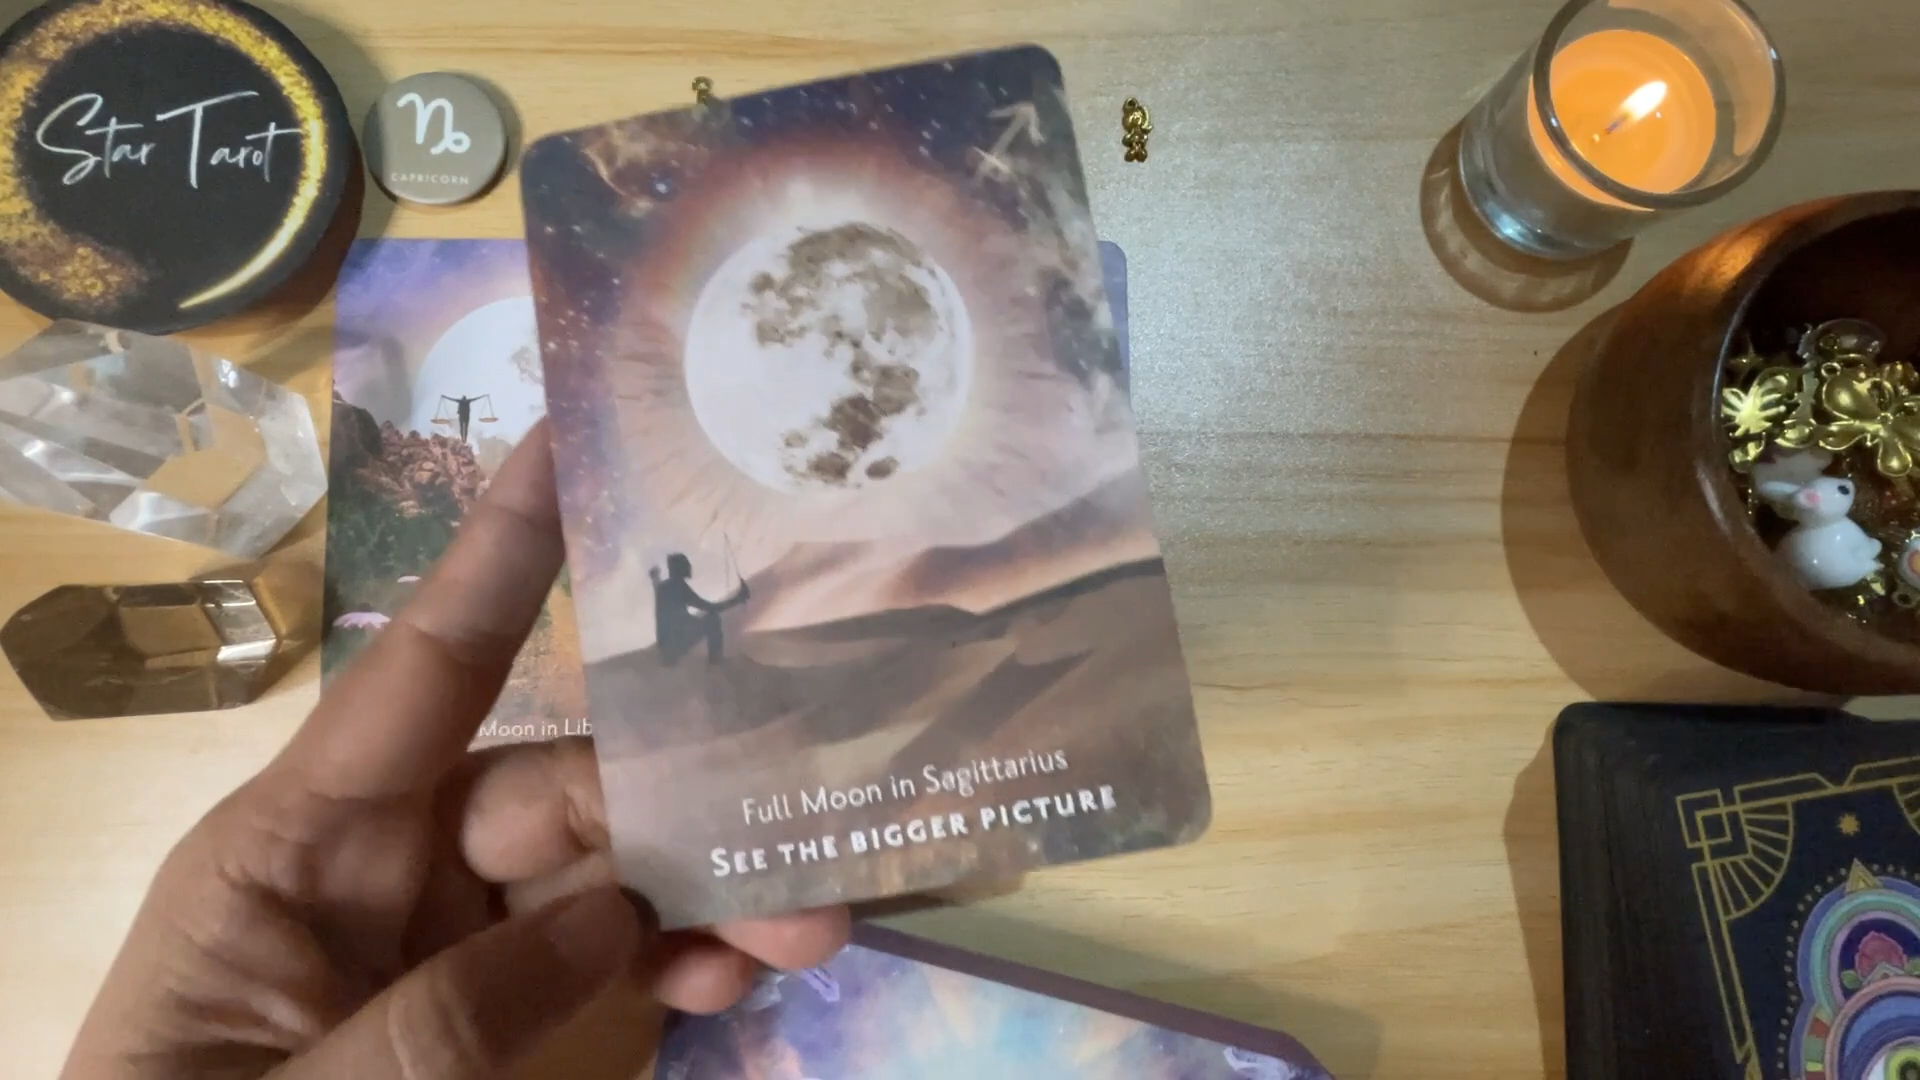 Star Tarot
CAPRICORN
Moon in Lib
Full Moon in Sagittarius
SEE THE BIGGER PICTURE